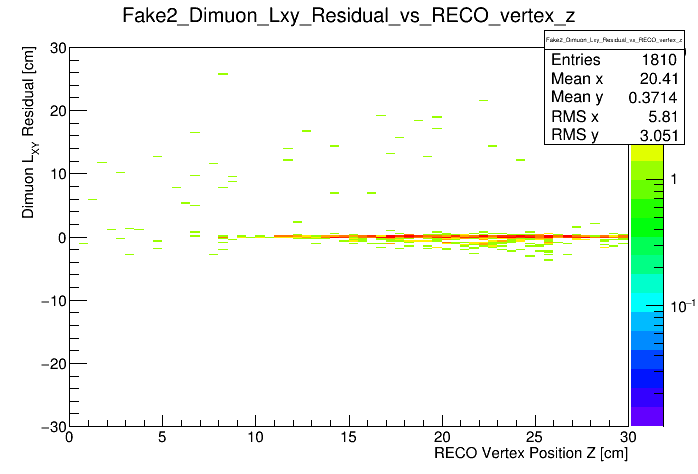 Fake2_Dimuon_Lxy_Residual_vs_RECO_vertex_z
Fake2_Dimuon_Lxy_Residual_vs_RECO_vertex_z
Entries 1810
Mean x 20.41
Mean y 0.3714
RMS x 5.81
RMS y 3.051
Dimuon LXY Residual [cm]
30
20
10
0
−10
−20
−30
0 5 10 15 20 25 30
RECO Vertex Position Z [cm]
1
10−1